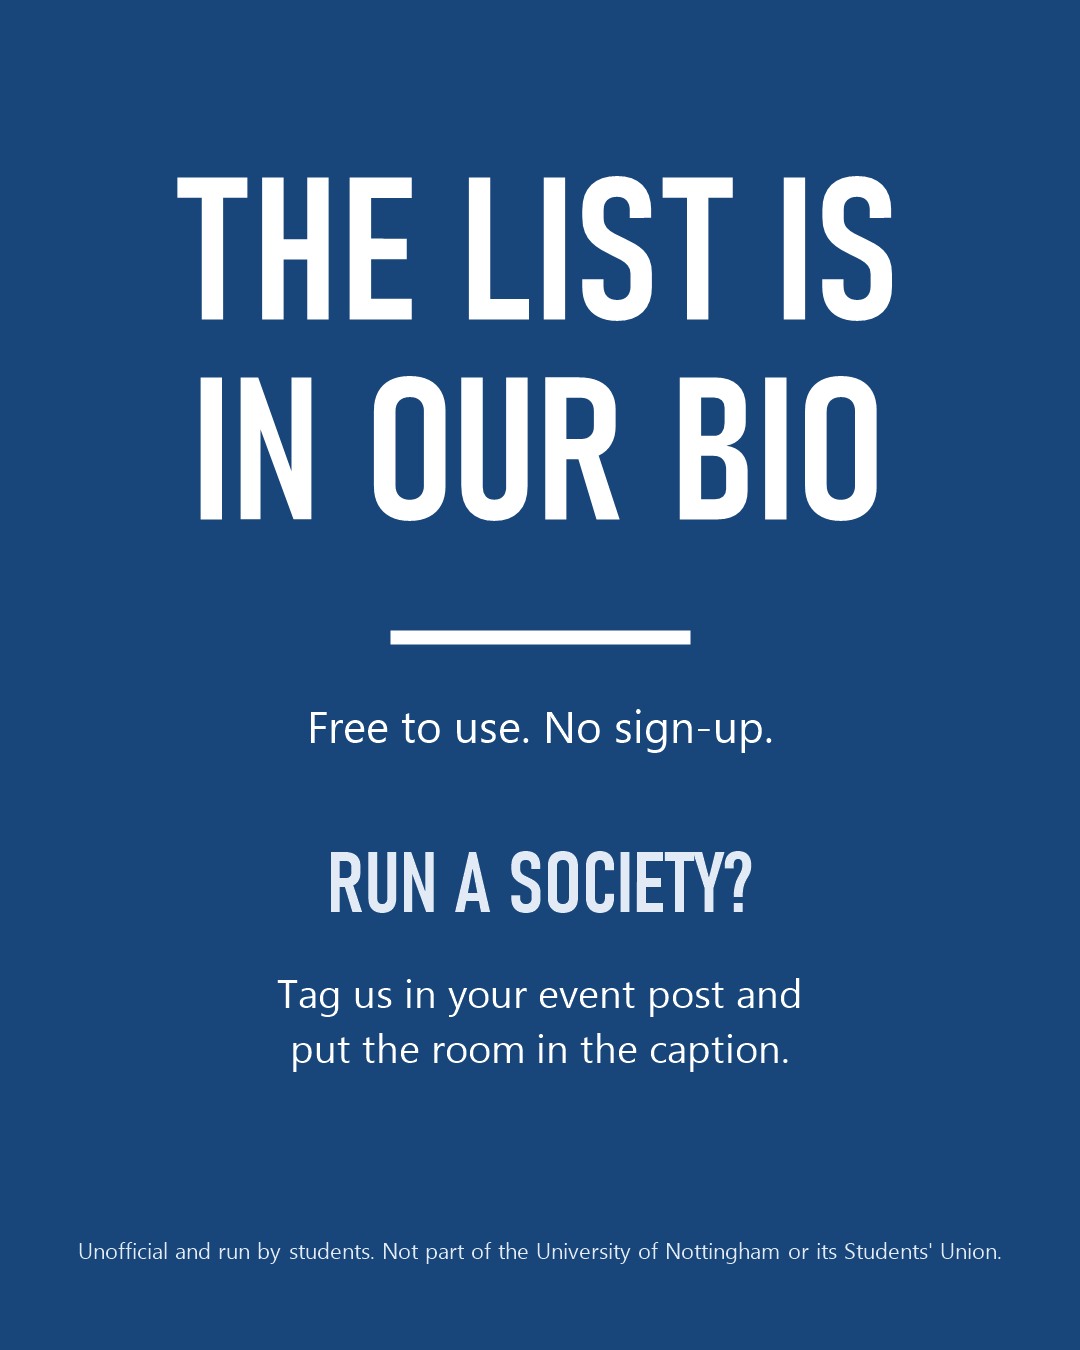 THE LIST IS
IN OUR BIO
Free to use. No sign-up.
RUN A SOCIETY?
Tag us in your event post and
put the room in the caption.
Unofficial and run by students. Not part of the University of Nottingham or its Students' Union.